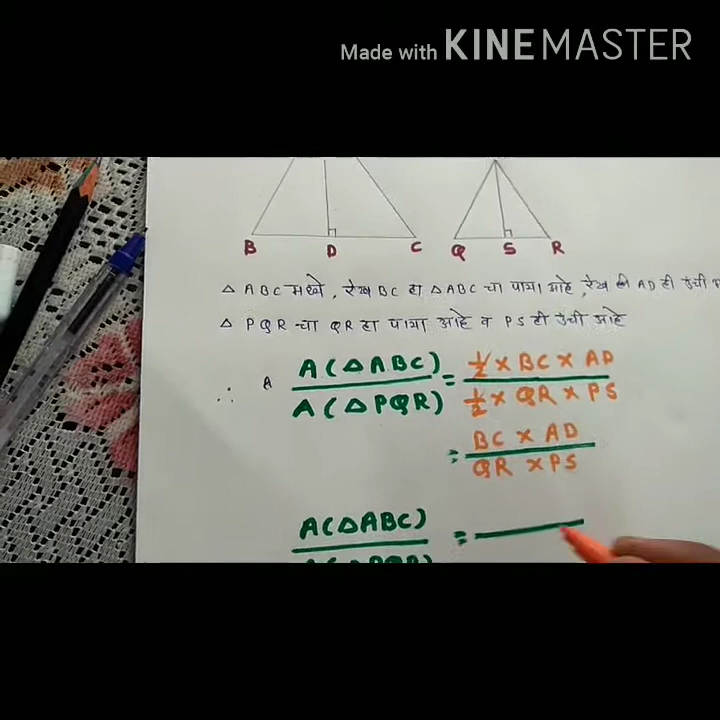 Made with KINEMASTER
B D C Q S R
△ ABC मध्ये, रेख BC हा △ ABC चा पाया आहे, रेख ही AD ही उंची
△ PQR चा QR हा पाया आहे व PS ही उंची आहे
∴ A A(△ABC) / A(△PQR) = 1/2 × BC × AD / 1/2 × QR × PS
= BC × AD / QR × PS
A(△ABC) =